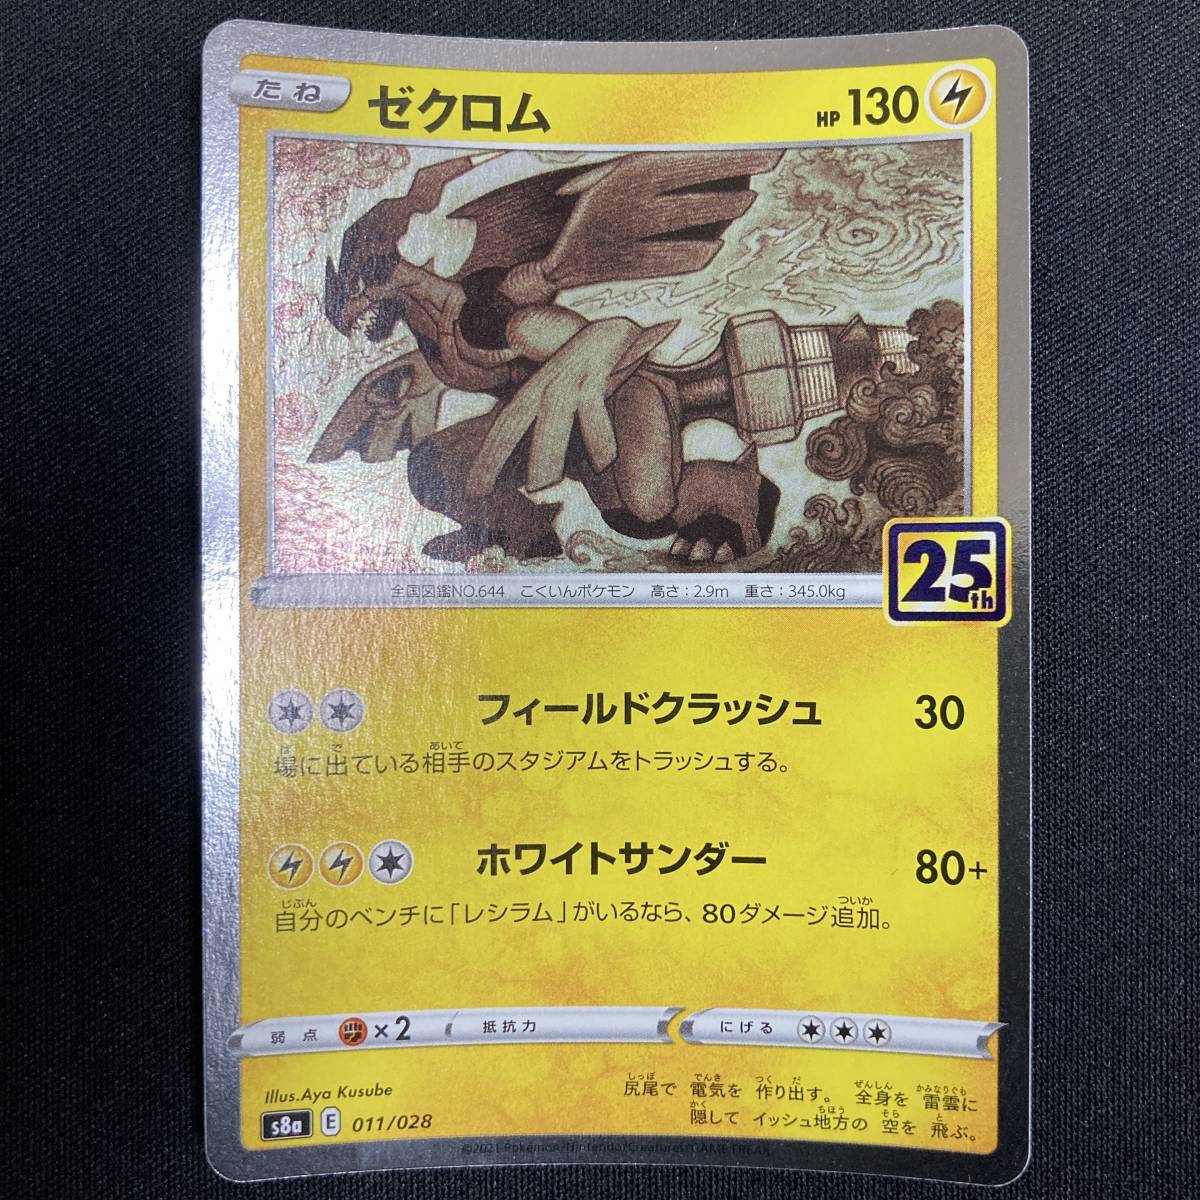 たね ゼクロム HP 130
25th
全国図鑑NO.644 こくいんポケモン 高さ：2.9m 重さ：345.0kg
フィールドクラッシュ 30
場に出ている相手のスタジアムをトラッシュする。
ホワイトサンダー 80+
自分のベンチに「レシラム」がいるなら、80ダメージ追加。
弱点 ×2 抵抗力 にげる
Illus.Aya Kusube
尻尾で 電気を 作り出す。 全身を 雷雲に
隠して イッシュ地方の 空を 飛ぶ。
s8a E 011/028
©2021 Pokémon/Nintendo/Creatures/GAME FREAK